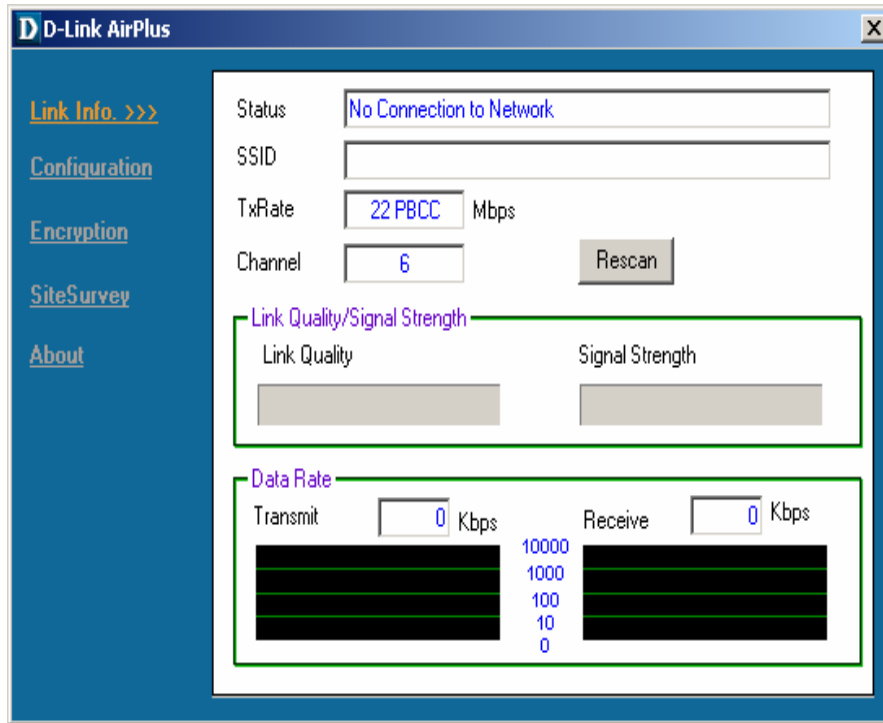 D D-Link AirPlus X
Link Info. >>>
Configuration
Encryption
SiteSurvey
About
Status No Connection to Network
SSID
TxRate 22 PBCC Mbps
Channel 6 Rescan
Link Quality/Signal Strength
Link Quality Signal Strength
Data Rate
Transmit 0 Kbps Receive 0 Kbps
10000
1000
100
10
0